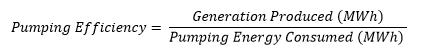 Pumping Efficiency = Generation Produced (MWh) / Pumping Energy Consumed (MWh)